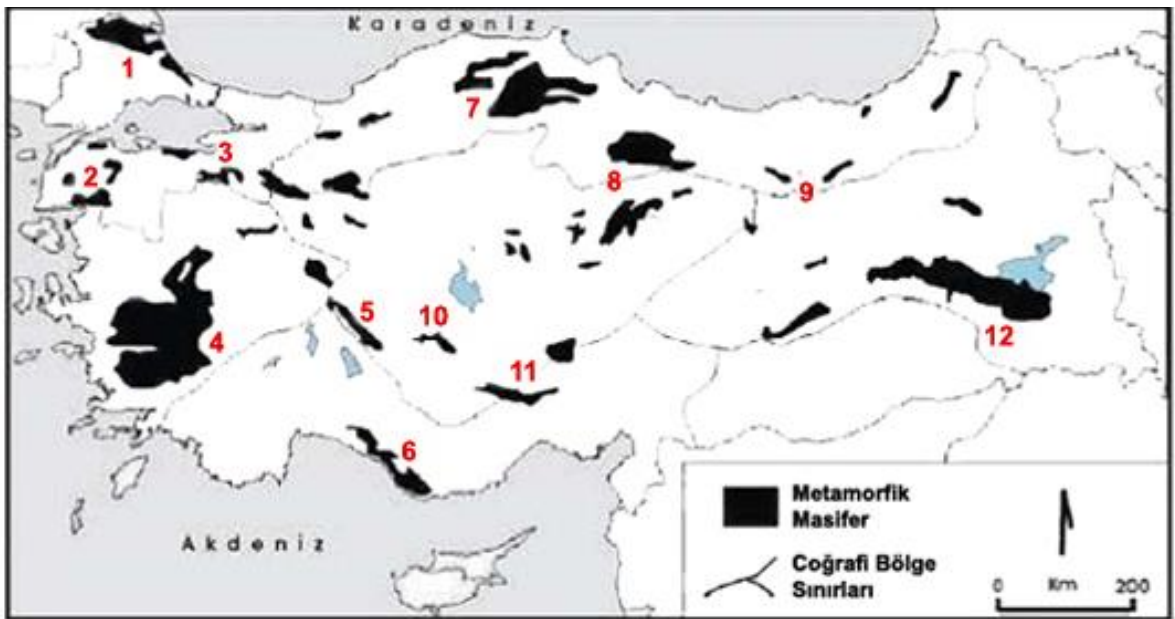 Karadeniz
1
7
3
2
8
9
5
10
4
11
12
6
Metamorfik
Masifer
Akdeniz
Coğrafi Bölge
Sınırları
0 Km 200